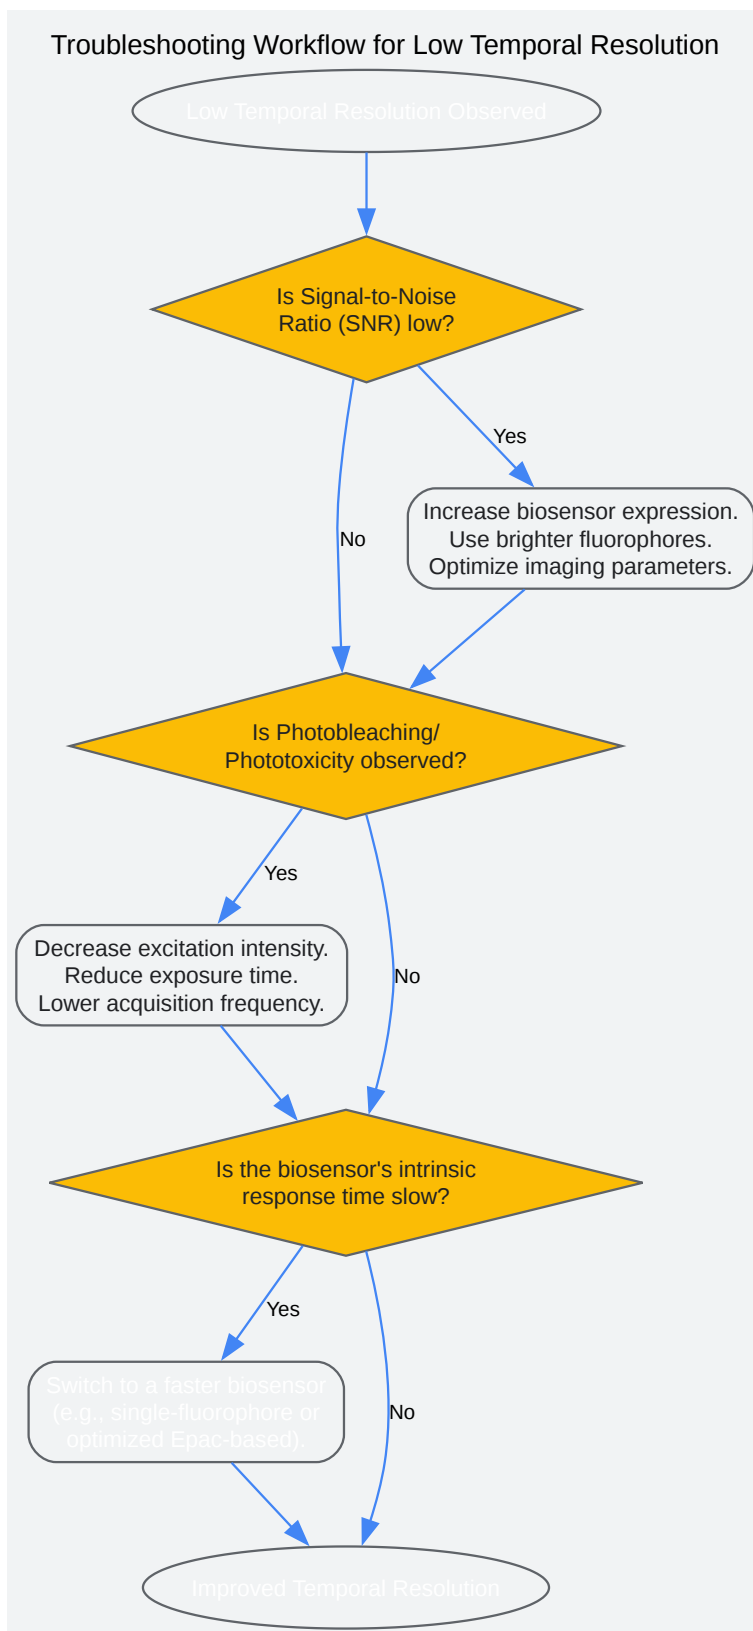 Troubleshooting Workflow for Low Temporal Resolution
Low Temporal Resolution Observed
Is Signal-to-Noise
Ratio (SNR) low?
Yes
Increase biosensor expression.
Use brighter fluorophores.
Optimize imaging parameters.
No
Is Photobleaching/
Phototoxicity observed?
Yes
Decrease excitation intensity.
Reduce exposure time.
Lower acquisition frequency.
No
Is the biosensor's intrinsic
response time slow?
Yes
Switch to a faster biosensor
(e.g., single-fluorophore or
optimized Epac-based).
No
Improved Temporal Resolution